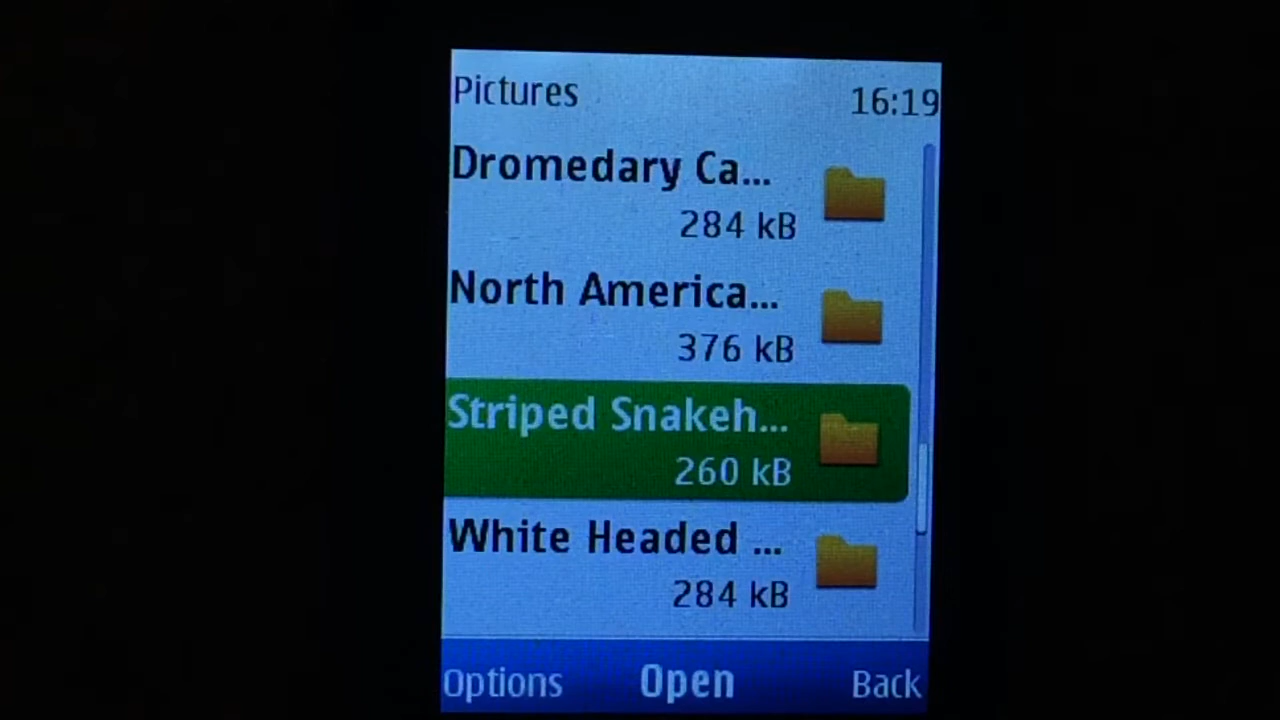 Pictures
16:19
Dromedary Ca...
284 kB
North America...
376 kB
Striped Snakeh...
260 kB
White Headed ...
284 kB
Options Open Back